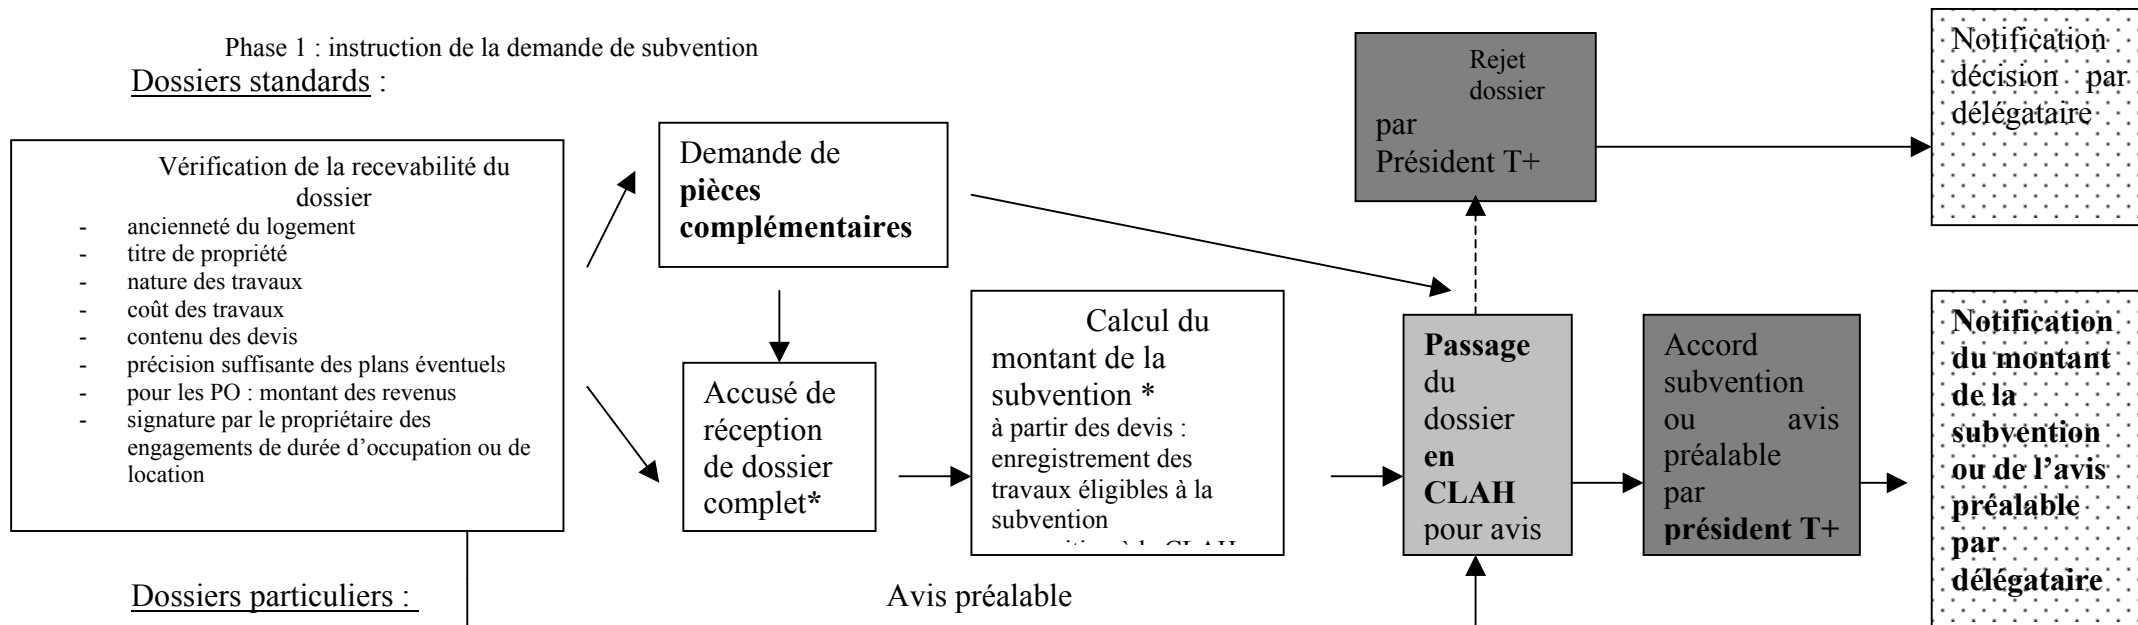 Phase 1 : instruction de la demande de subvention
Dossiers standards :
Vérification de la recevabilité du
dossier
- ancienneté du logement
- titre de propriété
- nature des travaux
- coût des travaux
- contenu des devis
- précision suffisante des plans éventuels
- pour les PO : montant des revenus
- signature par le propriétaire des
engagements de durée d’occupation ou de
location
Demande de
pièces
complémentaires
Accusé de
réception
de dossier
complet*
Calcul du
montant de la
subvention *
à partir des devis :
enregistrement des
travaux éligibles à la
subvention
à la CLAH
Passage
du
dossier
en
CLAH
pour avis
Rejet
dossier
par
Président T+
Notification
décision par
délégataire
Accord
subvention
ou avis
préalable
par
président T+
Notification
du montant
de la
subvention
ou de l’avis
préalable
par
délégataire
Dossiers particuliers :
Avis préalable